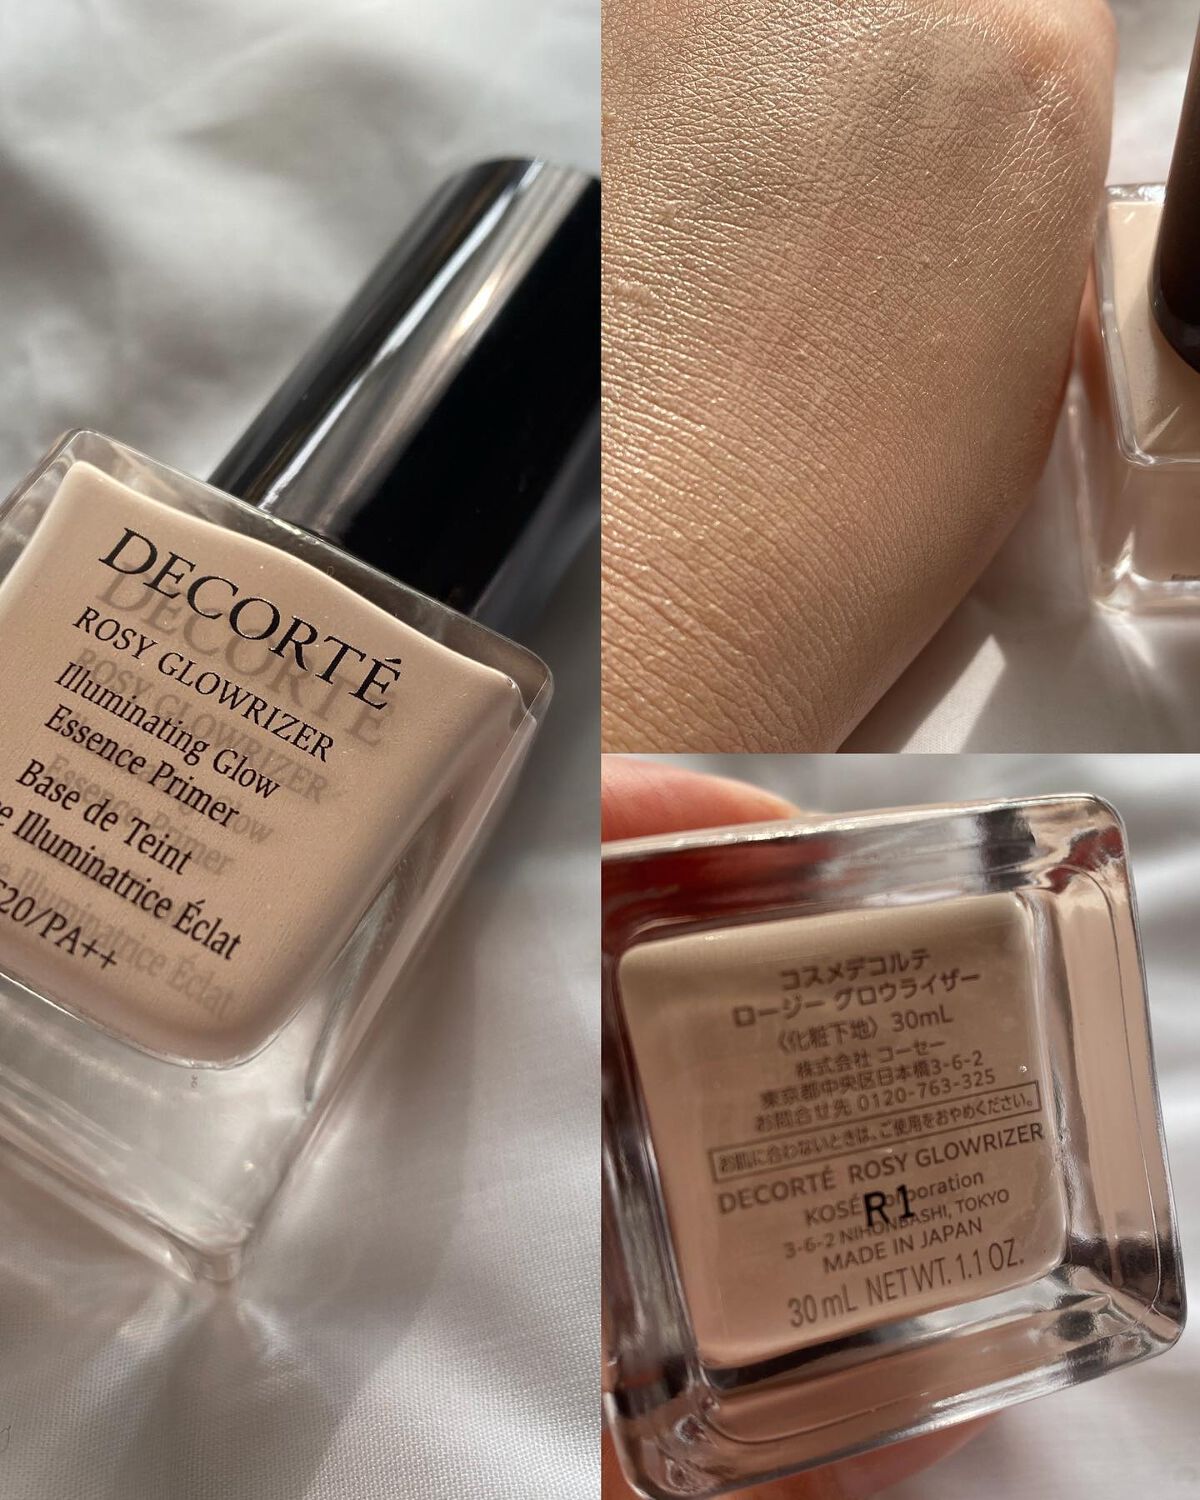 DECORTÉ
ROSY GLOWRIZER
Illuminating Glow
Essence Primer
Base de Teint
Illuminatrice Éclat
20/PA++
コスメデコルテ
ロージー グロウライザー
〈化粧下地〉 30mL
株式会社 コーセー
東京都中央区日本橋3-6-2
お問合せ先 0120-763-325
お肌に合わないときは、ご使用をおやめください。
DECORTÉ ROSY GLOWRIZER
KOSÉ Corporation
R1
3-6-2 NIHONBASHI, TOKYO
MADE IN JAPAN
30 mL NET WT. 1.1 OZ.